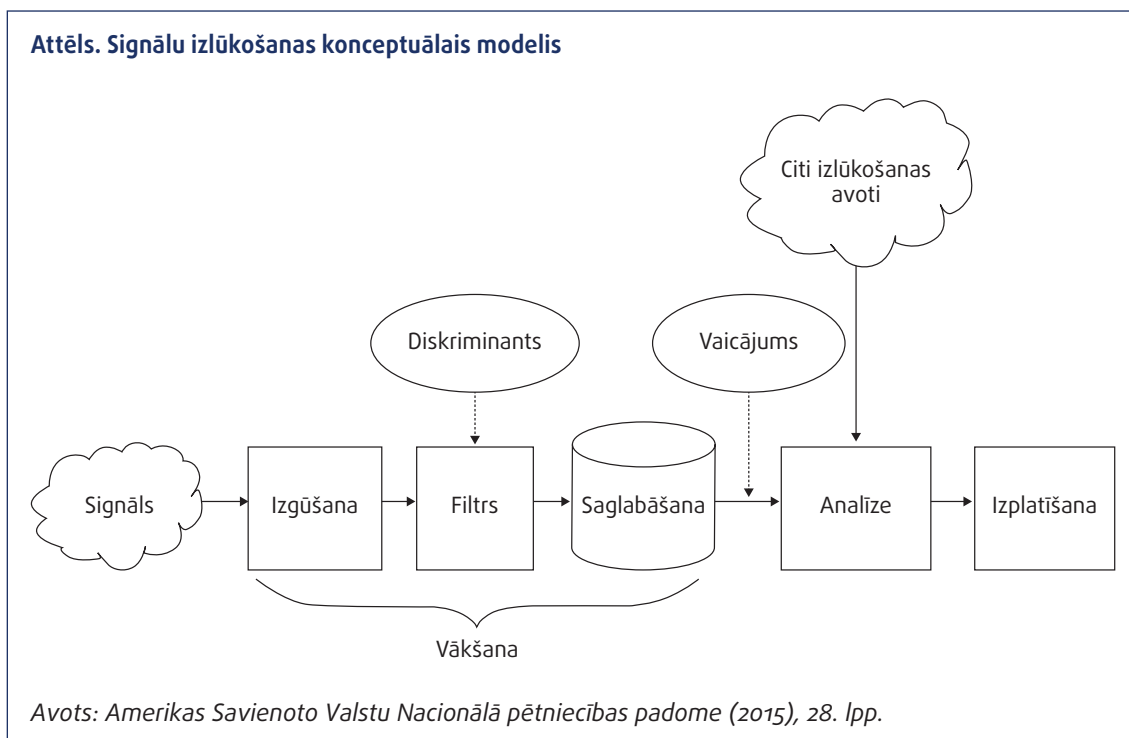 Attēls. Signālu izlūkošanas konceptuālais modelis
Citi izlūkošanas
avoti
Diskriminants
Vaicājums
Signāls
Izgūšana
Filtrs
Saglabāšana
Analīze
Izplatīšana
Vākšana
Avots: Amerikas Savienoto Valstu Nacionālā pētniecības padome (2015), 28. lpp.